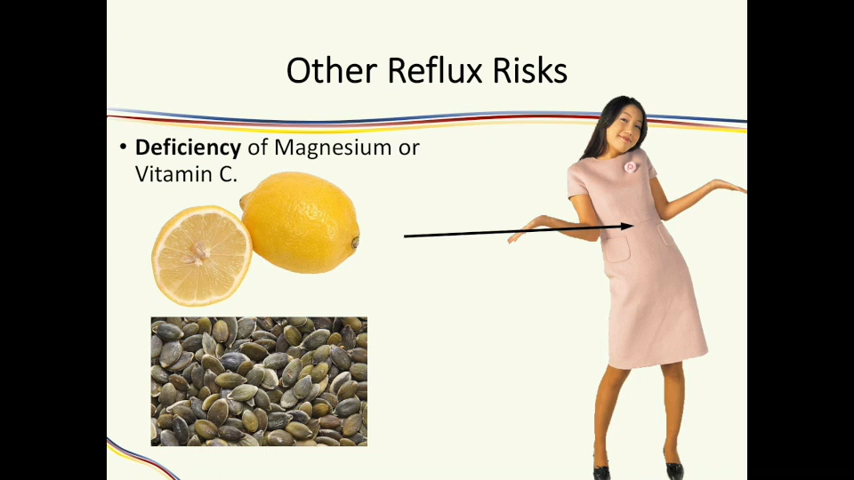 Other Reflux Risks
• Deficiency of Magnesium or
Vitamin C.